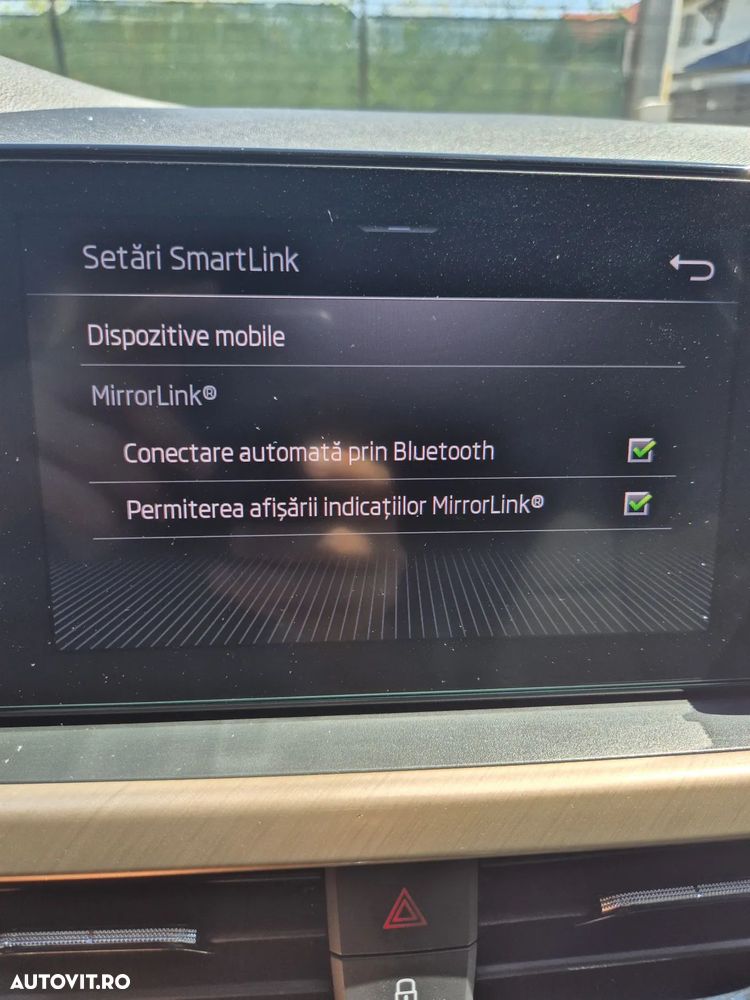 Setări SmartLink
Dispozitive mobile
MirrorLink®
Conectare automată prin Bluetooth
Permiterea afișării indicațiilor MirrorLink®
AUTOVIT.RO